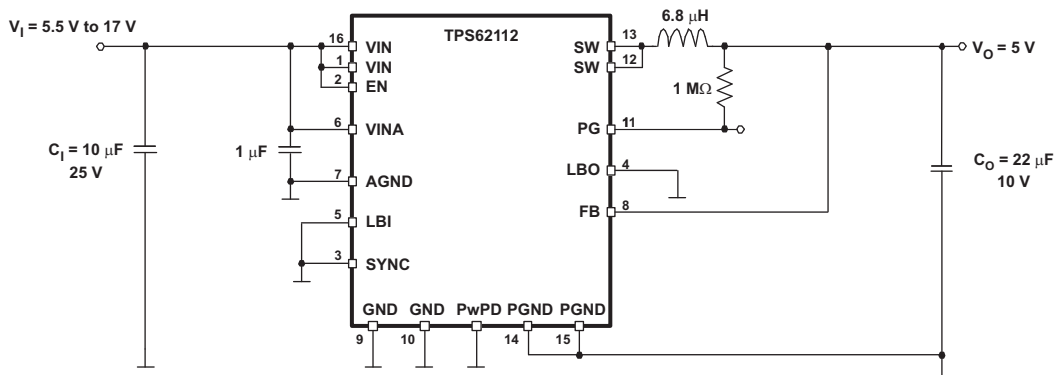 V_I = 5.5 V to 17 V
TPS62112
6.8 μH
16
VIN
SW
13
V_O = 5 V
1
VIN
SW
12
2
EN
1 MΩ
6
VINA
PG
11
C_I = 10 μF
25 V
1 μF
7
AGND
LBO
4
C_O = 22 μF
10 V
5
LBI
FB
8
3
SYNC
GND
GND
PwPD
PGND
PGND
9
10
14
15